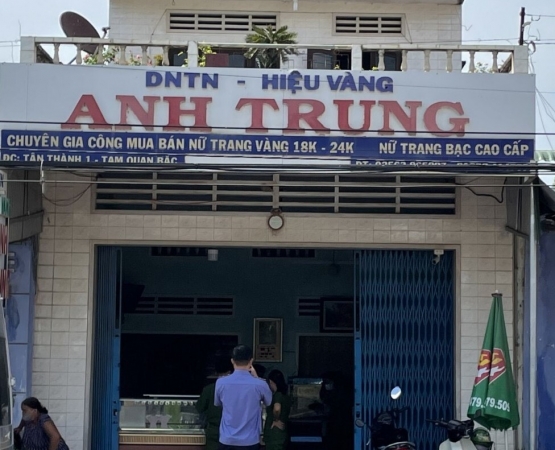 DNTN - HIỆU VÀNG
ANH TRUNG
CHUYÊN GIA CÔNG MUA BÁN NỮ TRANG VÀNG 18K - 24K NỮ TRANG BẠC CAO CẤP
ĐC: TÂN THÀNH 1 - TAM QUAN BẮC ĐT: